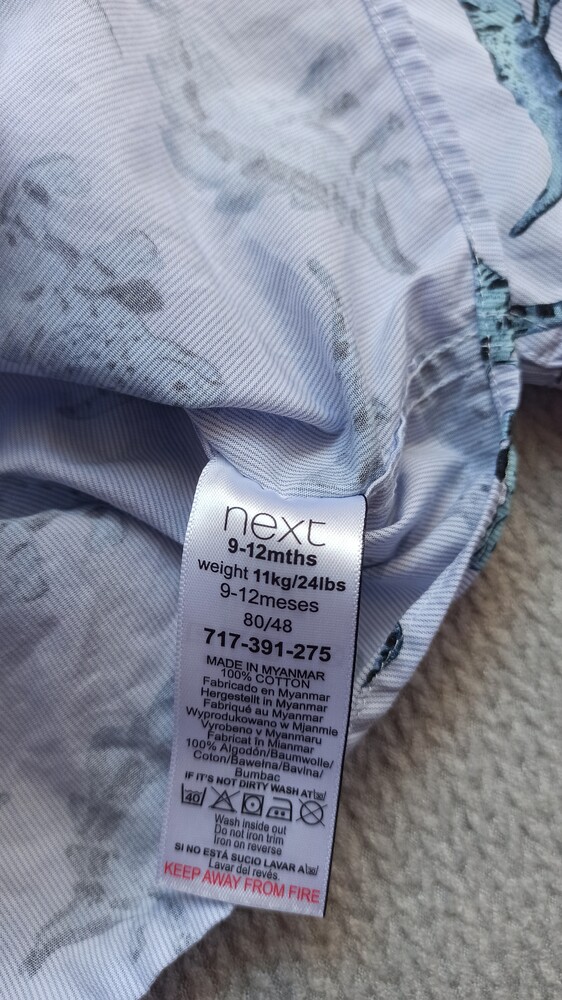 next
9-12mths
weight 11kg/24lbs
9-12meses
80/48
717-391-275
MADE IN MYANMAR
100% COTTON
Fabricado en Myanmar
Hergestellt in Myanmar
Fabriqué au Myanmar
Wyprodukowano w Mjanmie
Vyrobeno v Myanmaru
Fabricat în Mianmar
100% Algodón/Baumwolle/
Coton/Bawełna/Bavlna/
Bumbac
IF IT'S NOT DIRTY WASH AT 30
40
Wash inside out
Do not iron trim
Iron on reverse
SI NO ESTÁ SUCIO LAVAR A 30
Lavar del revés.
KEEP AWAY FROM FIRE